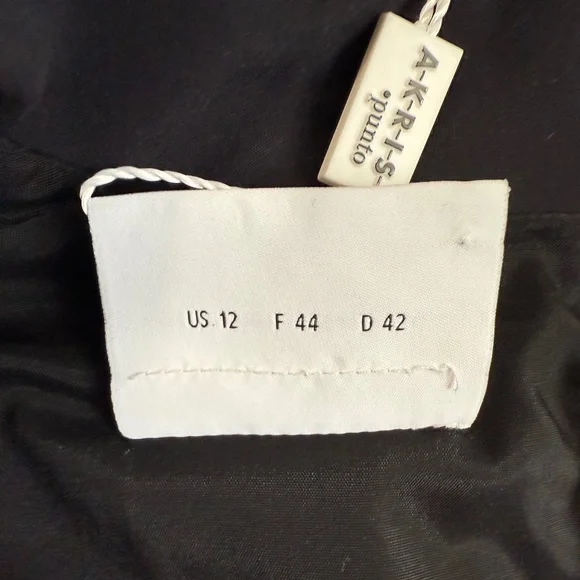 A-K-R-I-S-
•punto
US 12 F 44 D 42